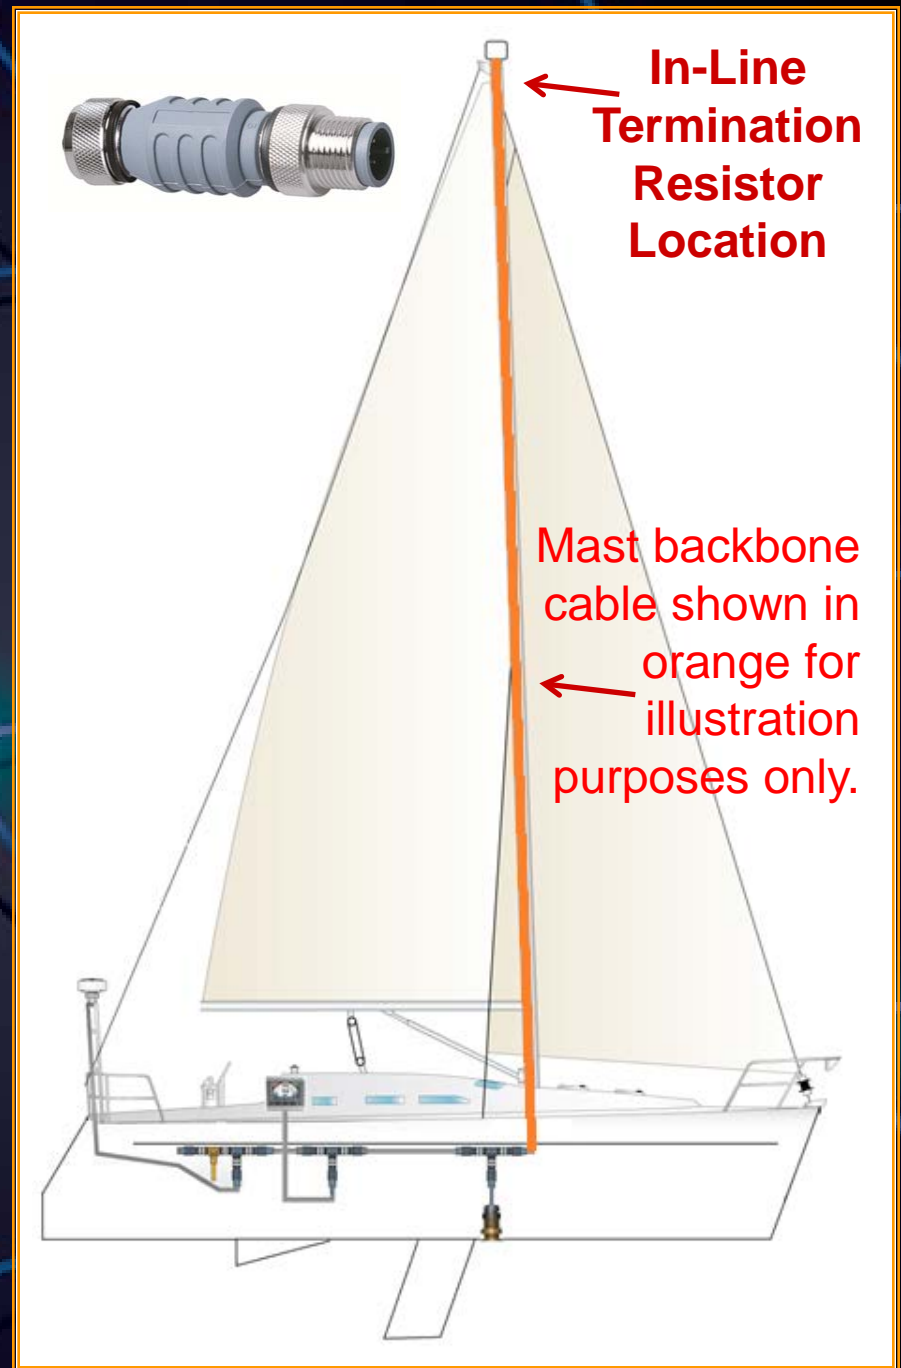 In-Line
Termination
Resistor
Location
Mast backbone
cable shown in
orange for
illustration
purposes only.